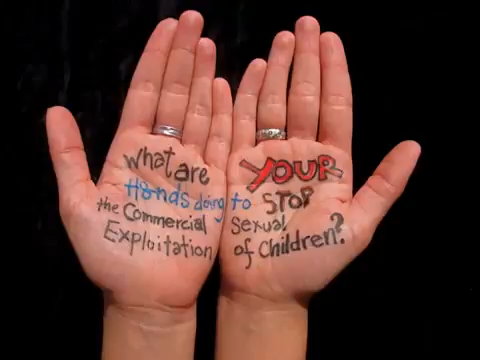 What are YOUR
Hands doing to STOP
the Commercial Sexual
Exploitation of Children?